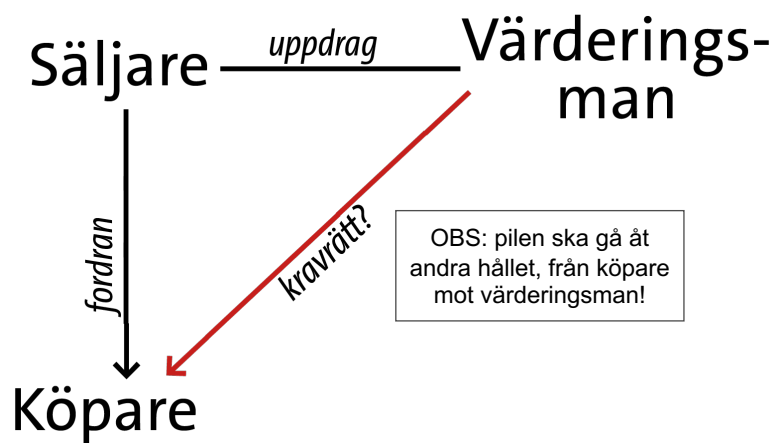 Säljare
uppdrag
Värderings-
man
fordran
kravrätt?
OBS: pilen ska gå åt
andra hållet, från köpare
mot värderingsman!
Köpare